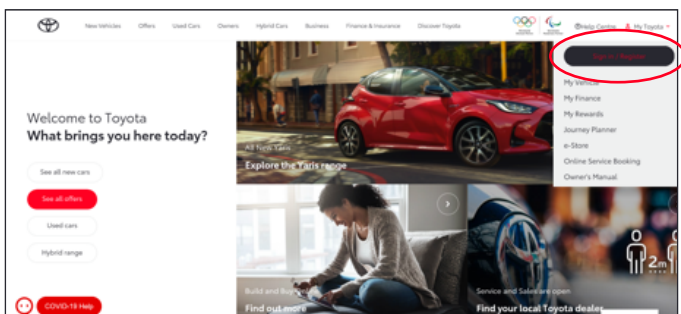 New Vehicles Offers Used Cars Owners Hybrid Cars Business Finance & Insurance Discover Toyota Help Centre My Toyota
Sign In / Register
My Vehicle
My Finance
My Rewards
Journey Planner
e-Store
Online Service Booking
Owner's Manual
Welcome to Toyota
What brings you here today?
See all new cars
See all offers
Used cars
Hybrid range
COVID-19 Help
All New Yaris
Explore the Yaris range
Build and Buy Online
Find out more
Service and Sales are open
Find your local Toyota dealer
2m